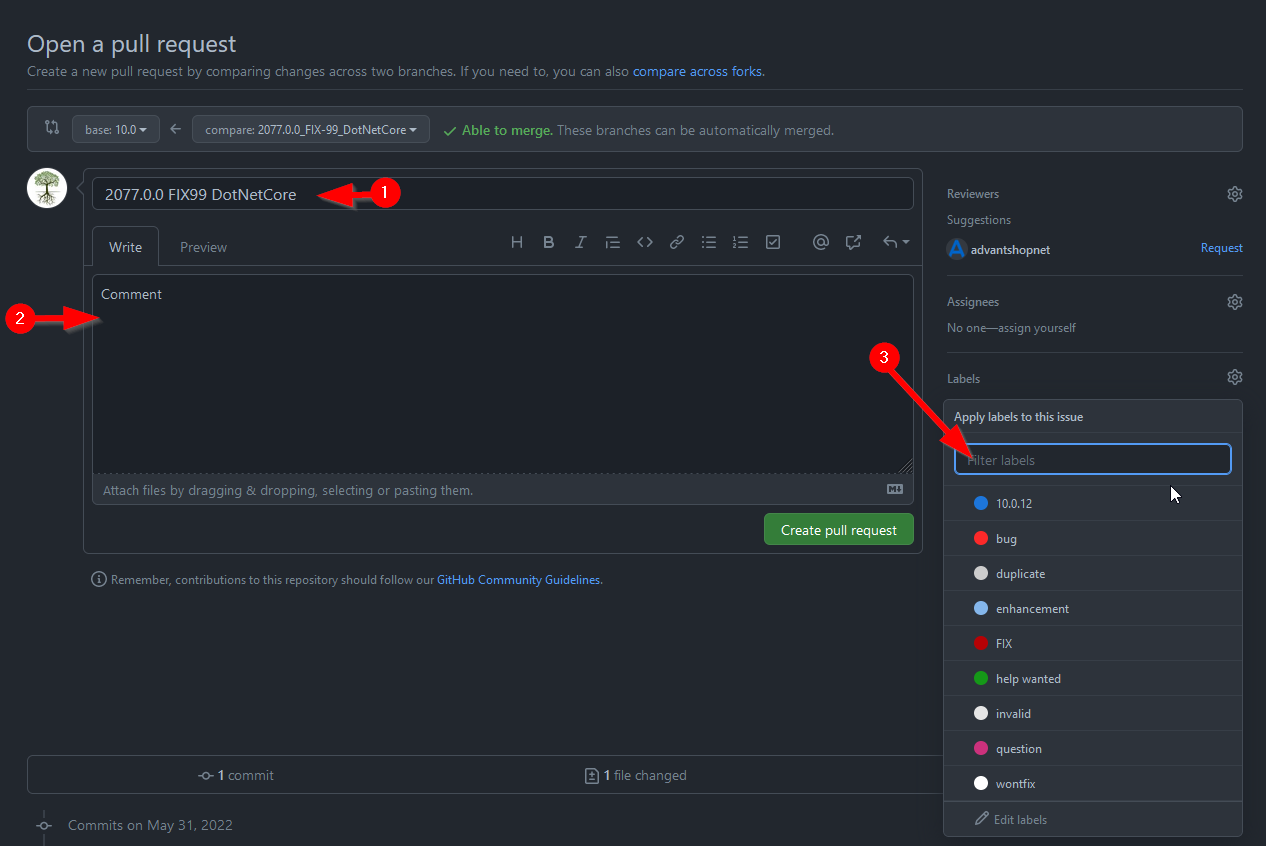 Open a pull request
Create a new pull request by comparing changes across two branches. If you need to, you can also compare across forks.
base: 10.0
compare: 2077.0.0_FIX-99_DotNetCore
Able to merge. These branches can be automatically merged.
2077.0.0 FIX99 DotNetCore
1
Write
Preview
H B I
Comment
2
Attach files by dragging & dropping, selecting or pasting them.
Create pull request
Remember, contributions to this repository should follow our GitHub Community Guidelines.
Reviewers
Suggestions
advantshopnet
Request
Assignees
No one—assign yourself
3
Labels
Apply labels to this issue
Filter labels
10.0.12
bug
duplicate
enhancement
FIX
help wanted
invalid
question
wontfix
Edit labels
1 commit
1 file changed
Commits on May 31, 2022